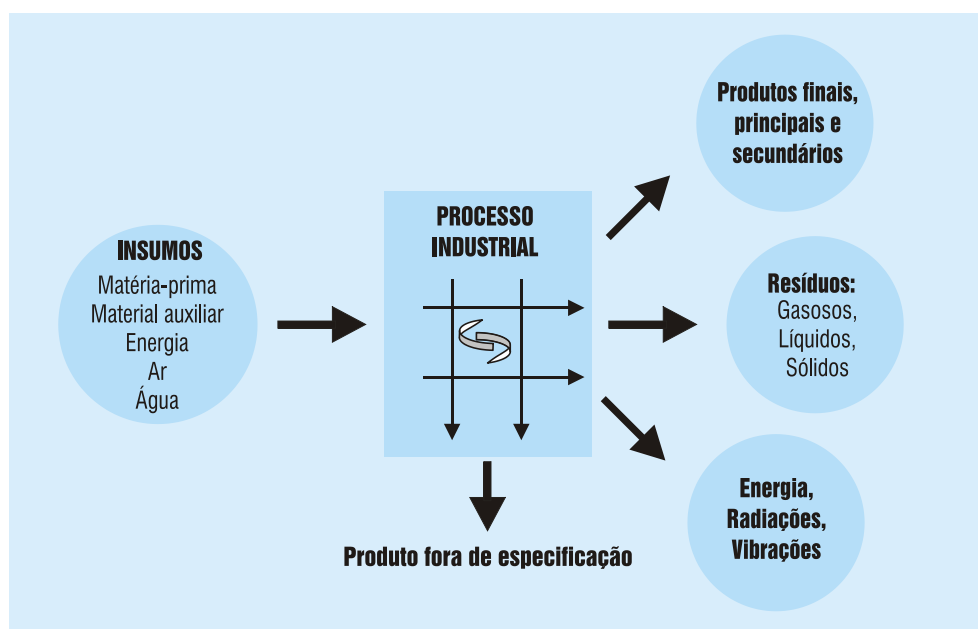 INSUMOS
Matéria-prima
Material auxiliar
Energia
Ar
Água
PROCESSO
INDUSTRIAL
Produto fora de especificação
Produtos finais,
principais e
secundários
Resíduos:
Gasosos,
Líquidos,
Sólidos
Energia,
Radiações,
Vibrações